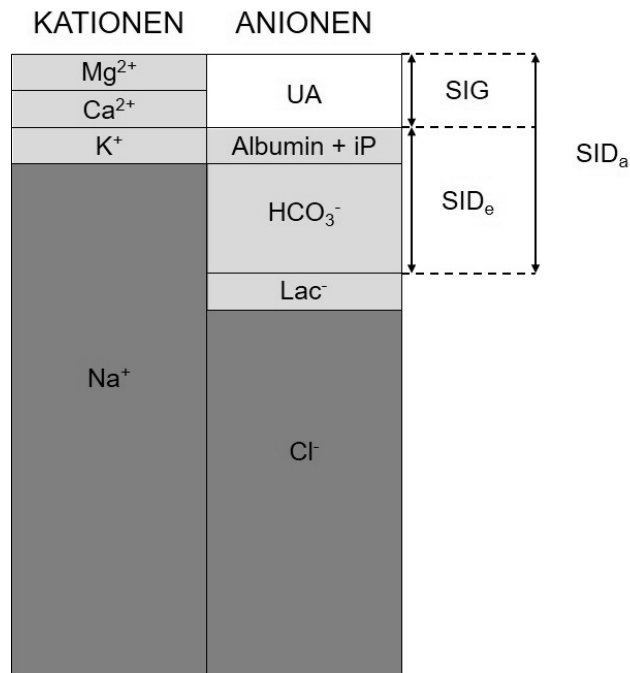 KATIONEN ANIONEN
Mg²⁺
Ca²⁺
K⁺
Na⁺
UA
Albumin + iP
HCO₃⁻
Lac⁻
Cl⁻
SIG
SIDₑ
SIDₐ